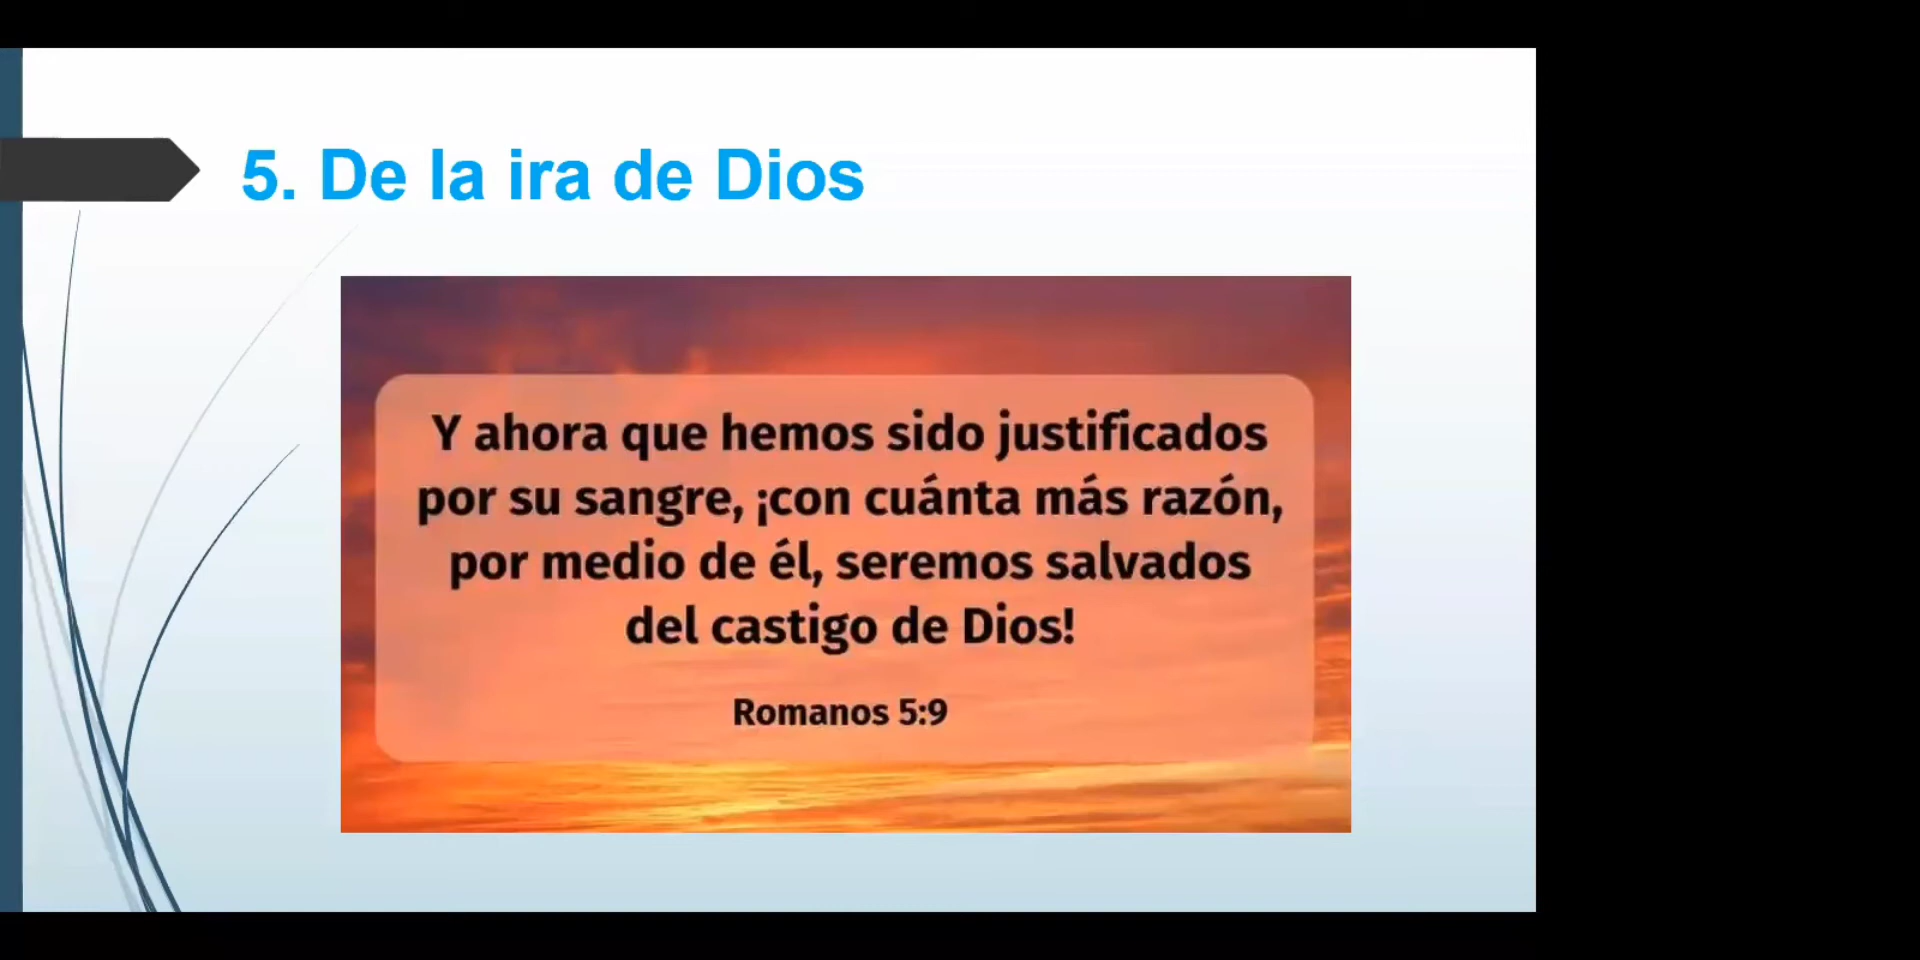 5. De la ira de Dios
Y ahora que hemos sido justificados
por su sangre, ¡con cuánta más razón,
por medio de él, seremos salvados
del castigo de Dios!
Romanos 5:9